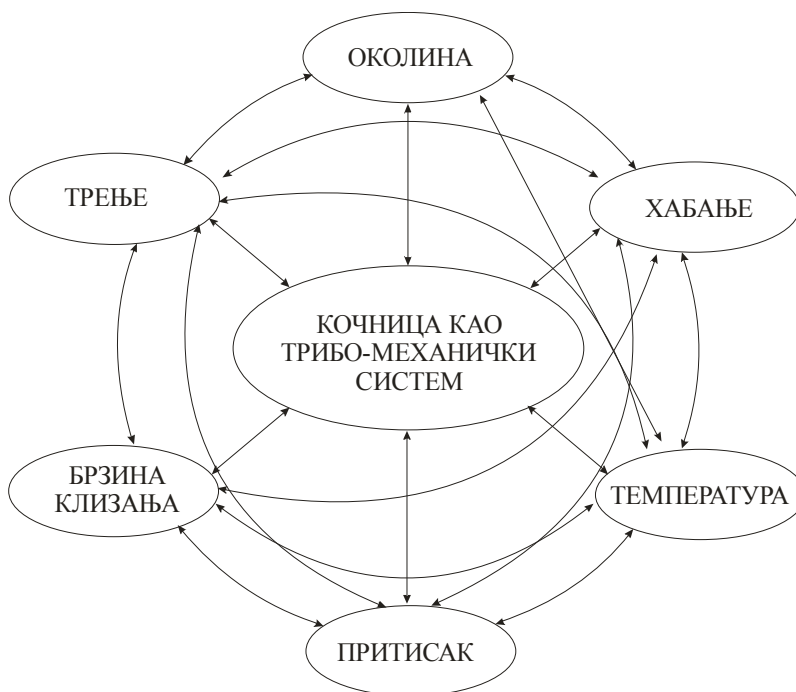 ОКОЛИНА
ТРЕЊЕ
ХАБАЊЕ
КОЧНИЦА КАО
ТРИБО-МЕХАНИЧКИ
СИСТЕМ
БРЗИНА
КЛИЗАЊА
ТЕМПЕРАТУРА
ПРИТИСАК